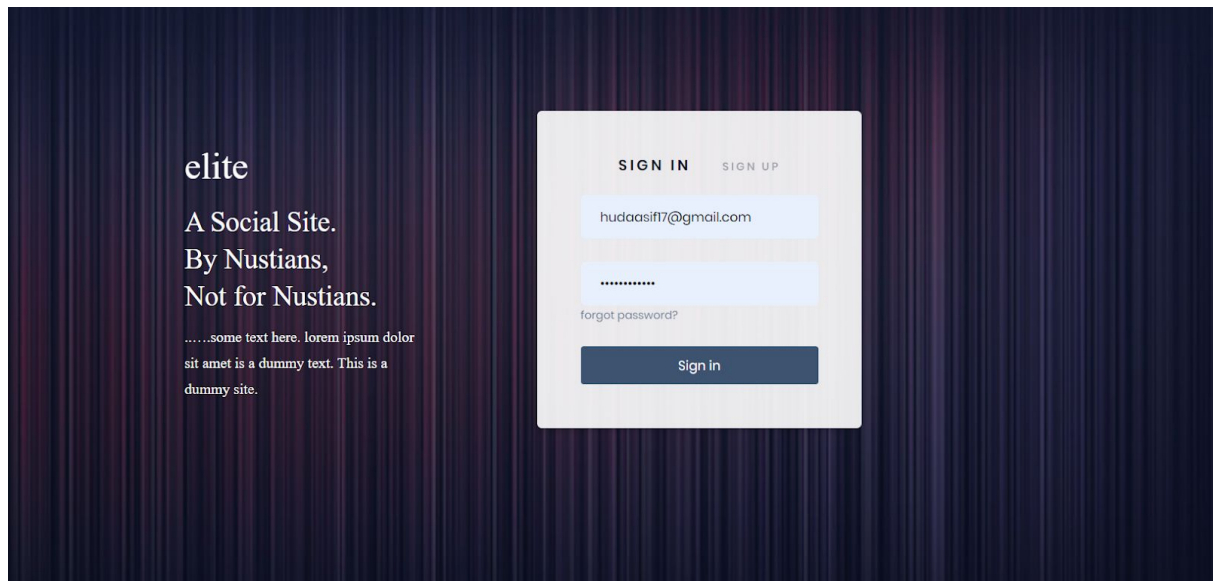 elite
A Social Site.
By Nustians,
Not for Nustians.
......some text here. lorem ipsum dolor
sit amet is a dummy text. This is a
dummy site.
SIGN IN SIGN UP
hudaasif17@gmail.com
••••••••••••
forgot password?
Sign in